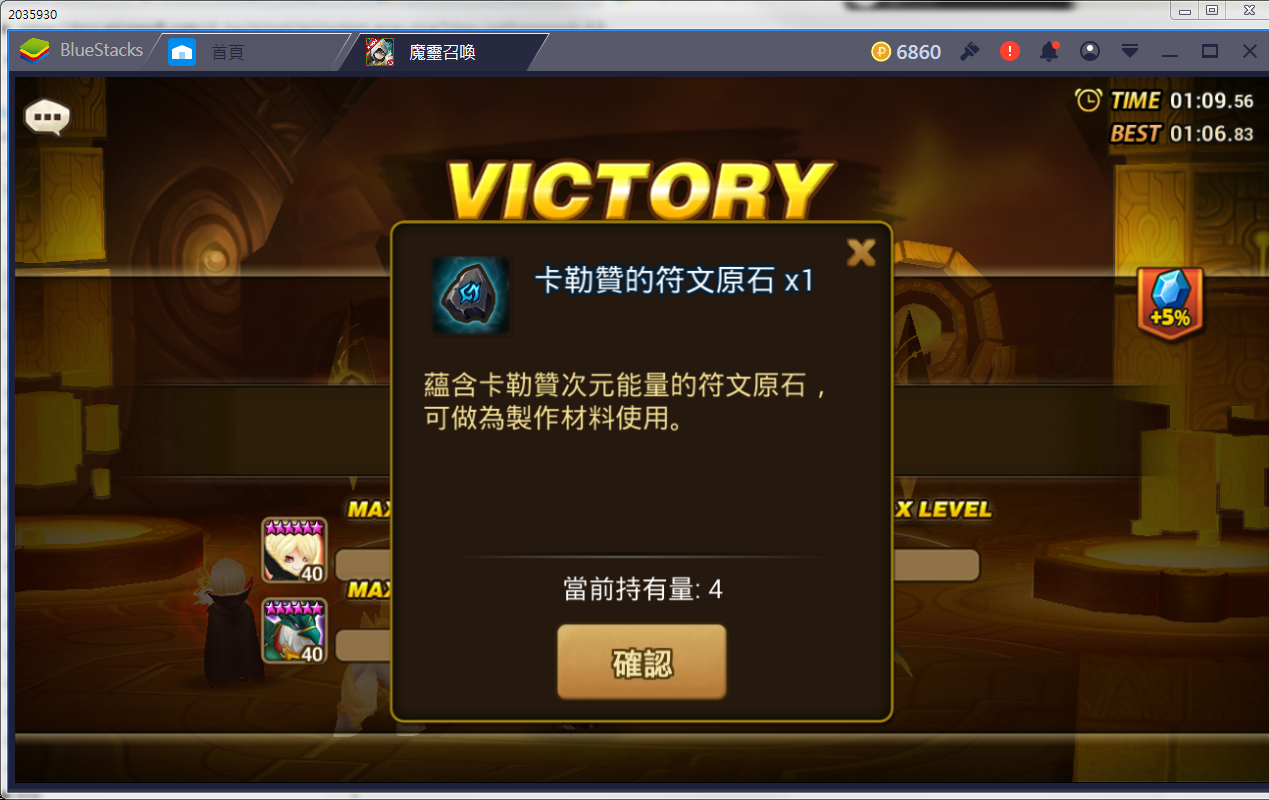 2035930
BlueStacks
首頁
魔靈召喚
6860
TIME 01:09.56
BEST 01:06.83
VICTORY
卡勒贊的符文原石 x1
+5%
蘊含卡勒贊次元能量的符文原石，
可做為製作材料使用。
MAX
X LEVEL
40
MAX
40
當前持有量: 4
確認